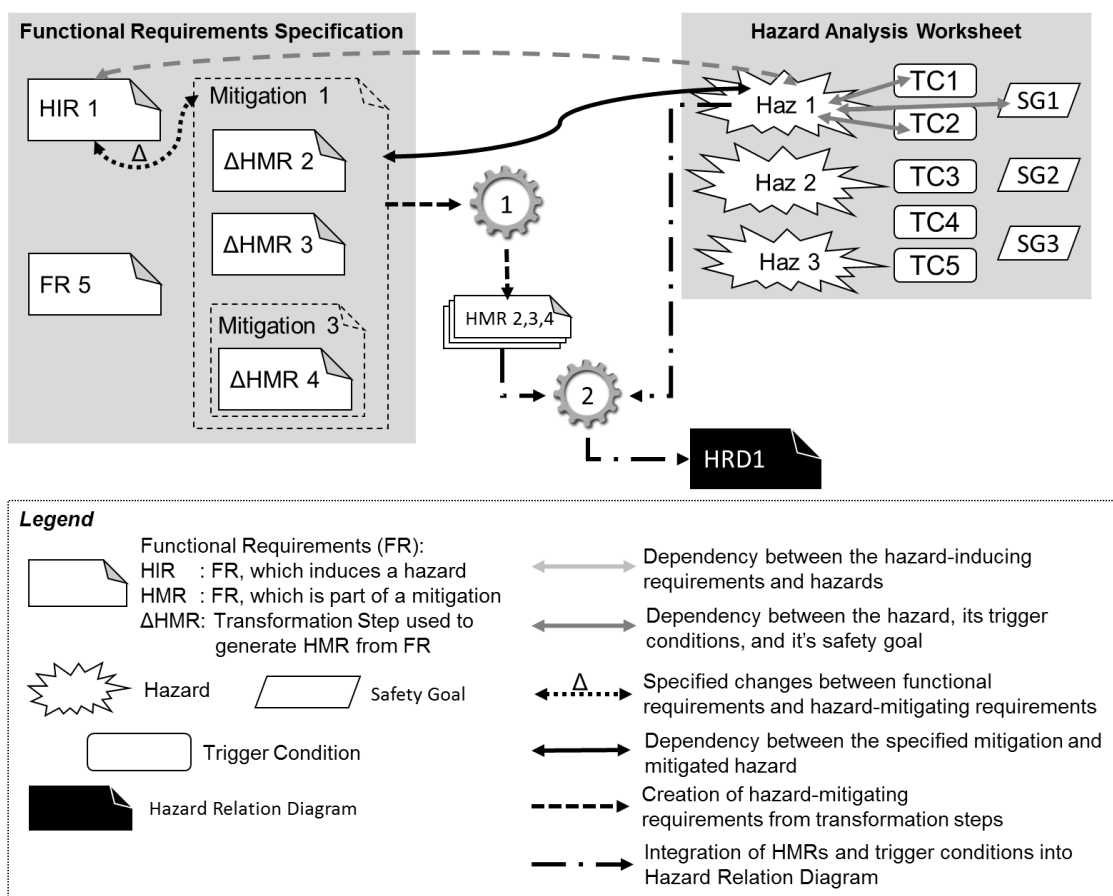 Functional Requirements Specification
HIR 1
Δ
FR 5
Mitigation 1
ΔHMR 2
ΔHMR 3
Mitigation 3
ΔHMR 4
1
HMR 2,3,4
2
HRD1
Hazard Analysis Worksheet
Haz 1
Haz 2
Haz 3
TC1
TC2
TC3
TC4
TC5
SG1
SG2
SG3
Legend
Functional Requirements (FR):
HIR : FR, which induces a hazard
HMR : FR, which is part of a mitigation
ΔHMR: Transformation Step used to
generate HMR from FR
Hazard
Safety Goal
Trigger Condition
Hazard Relation Diagram
Dependency between the hazard-inducing
requirements and hazards
Dependency between the hazard, its trigger
conditions, and it's safety goal
Δ
Specified changes between functional
requirements and hazard-mitigating requirements
Dependency between the specified mitigation and
mitigated hazard
Creation of hazard-mitigating
requirements from transformation steps
Integration of HMRs and trigger conditions into
Hazard Relation Diagram